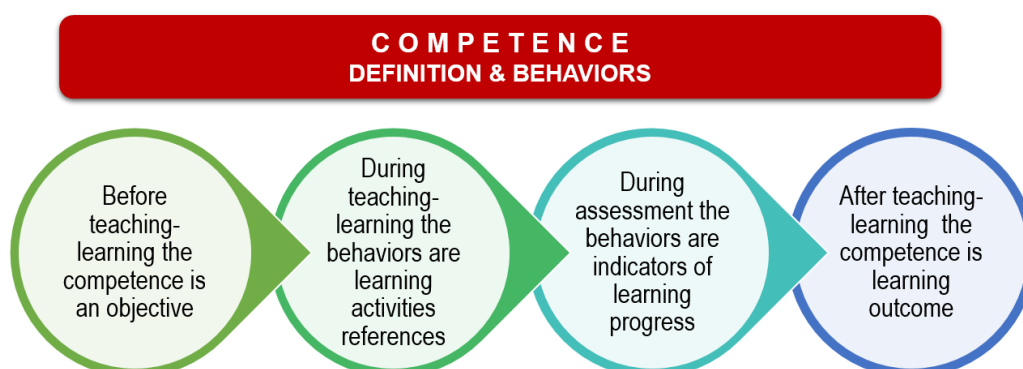 COMPETENCE
DEFINITION & BEHAVIORS
Before
teaching-
learning the
competence is
an objective
During
teaching-
learning the
behaviors are
learning
activities
references
During
assessment the
behaviors are
indicators of
learning
progress
After teaching-
learning the
competence is
learning
outcome